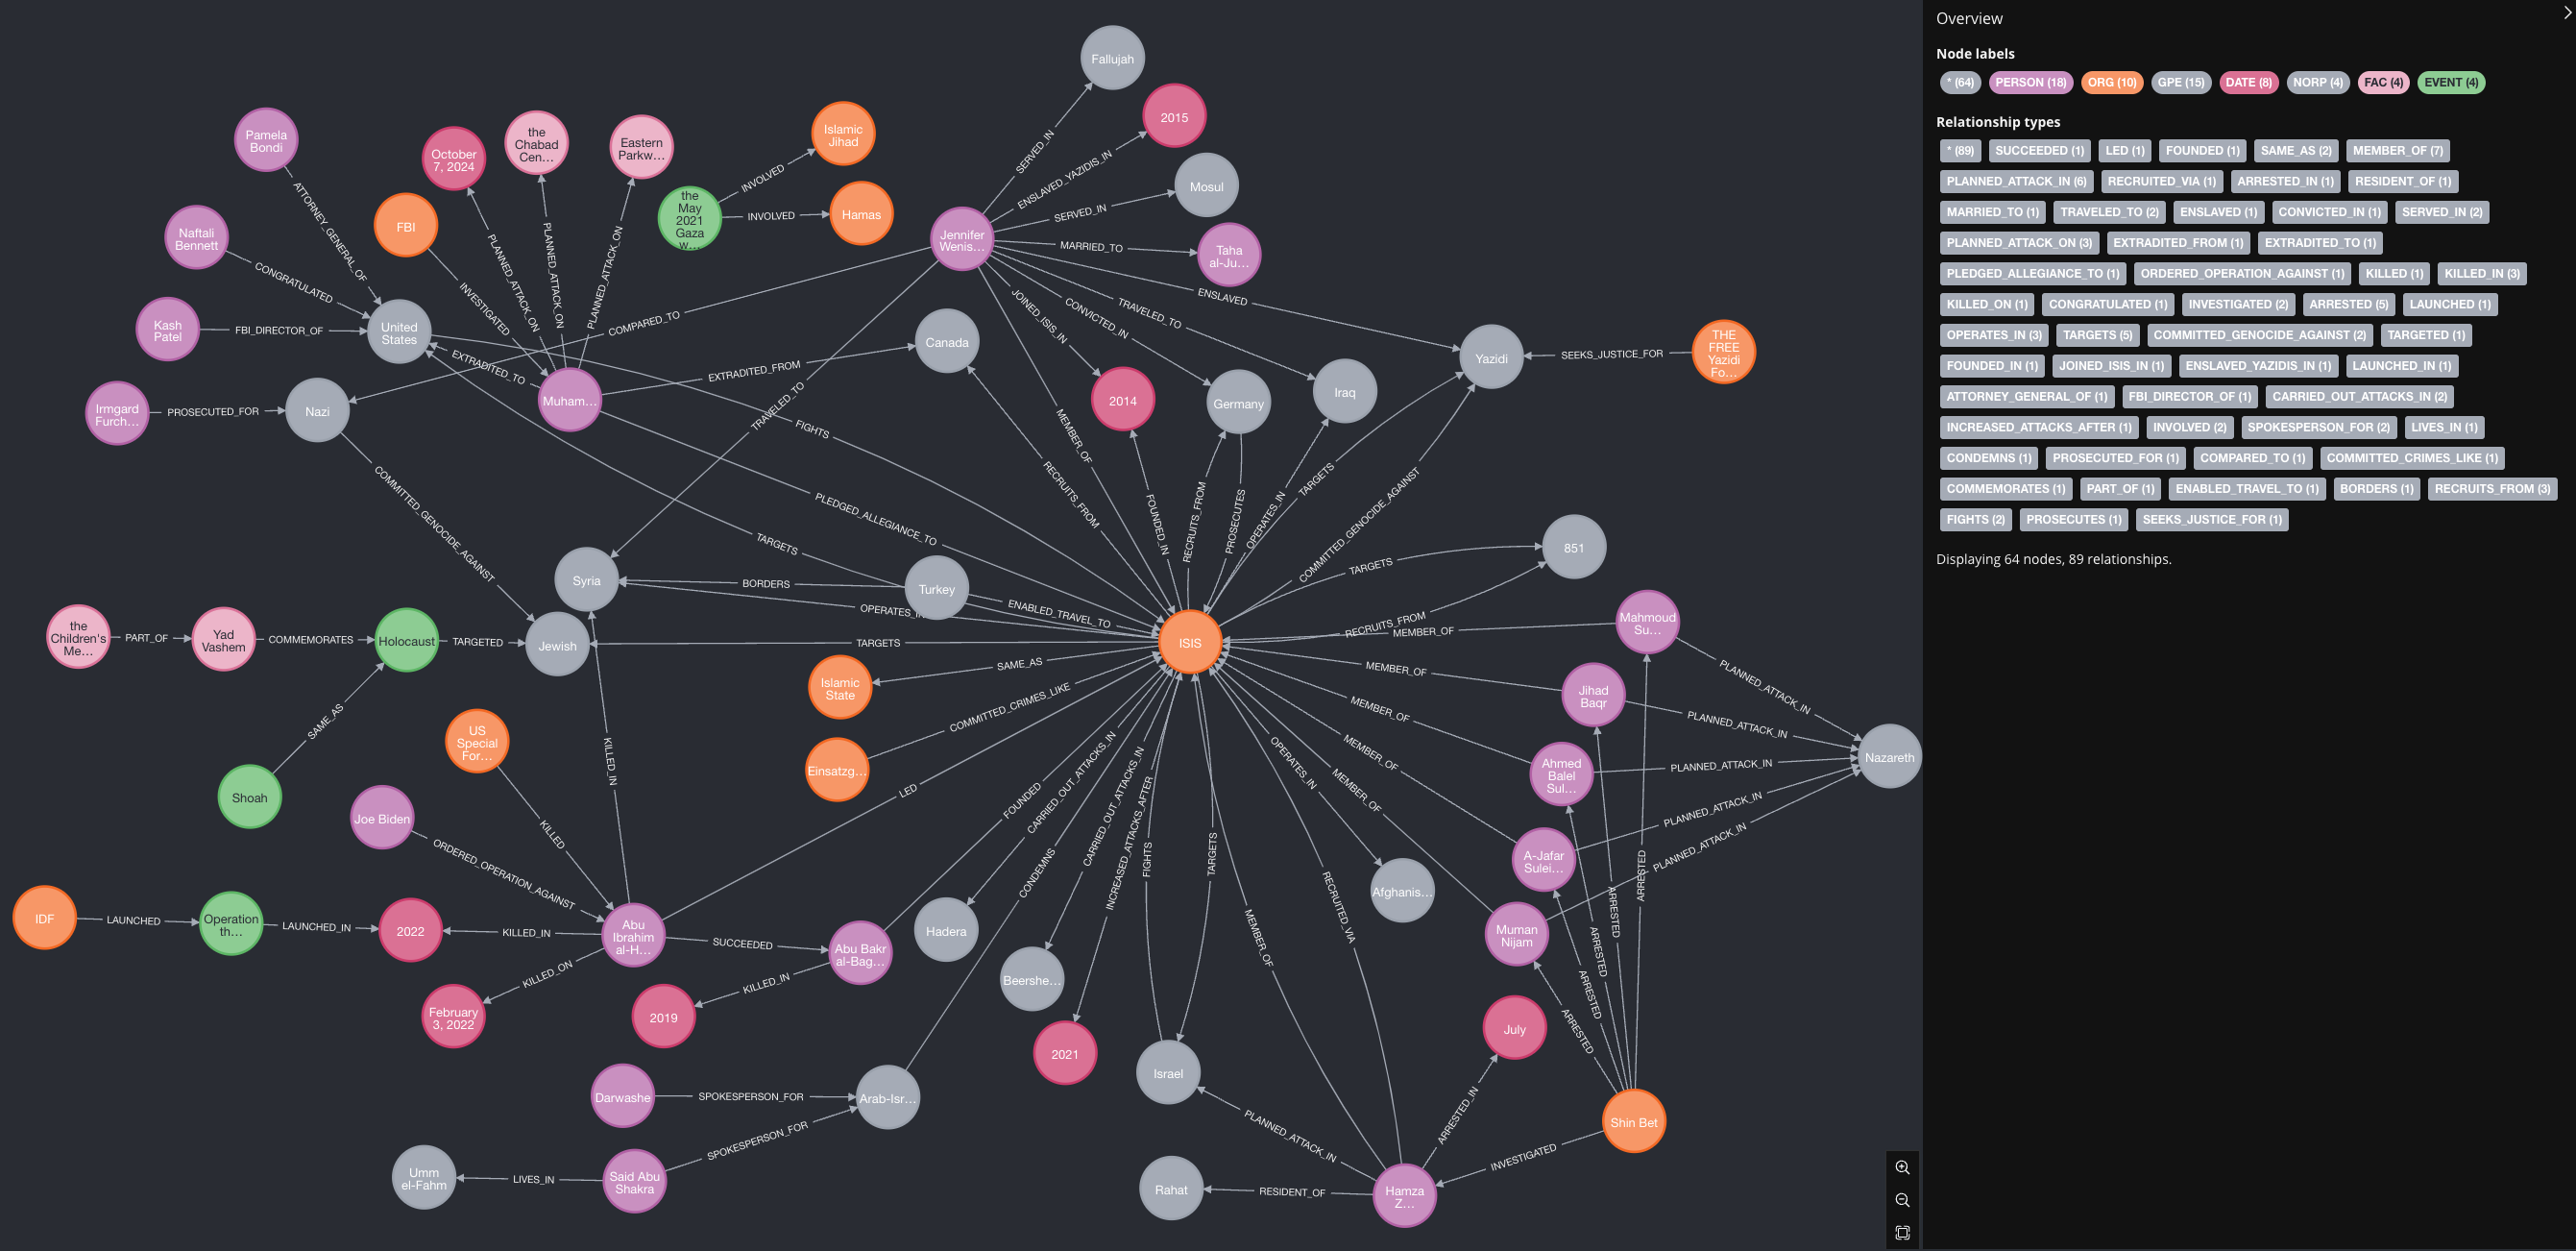 Overview
Node labels
* (64) PERSON (18) ORG (10) GPE (15) DATE (8) NORP (4) FAC (4) EVENT (4)
Relationship types
* (89) SUCCEEDED (1) LED (1) FOUNDED (1) SAME_AS (2) MEMBER_OF (7)
PLANNED_ATTACK_IN (6) RECRUITED_VIA (1) ARRESTED_IN (1) RESIDENT_OF (1)
MARRIED_TO (1) TRAVELED_TO (2) ENSLAVED (1) CONVICTED_IN (1) SERVED_IN (2)
PLANNED_ATTACK_ON (3) EXTRADITED_FROM (1) EXTRADITED_TO (1)
PLEDGED_ALLEGIANCE_TO (1) ORDERED_OPERATION_AGAINST (1) KILLED (1) KILLED_IN (3)
KILLED_ON (1) CONGRATULATED (1) INVESTIGATED (2) ARRESTED (5) LAUNCHED (1)
OPERATES_IN (3) TARGETS (5) COMMITTED_GENOCIDE_AGAINST (2) TARGETED (1)
FOUNDED_IN (1) JOINED_ISIS_IN (1) ENSLAVED_YAZIDIS_IN (1) LAUNCHED_IN (1)
ATTORNEY_GENERAL_OF (1) FBI_DIRECTOR_OF (1) CARRIED_OUT_ATTACKS_IN (2)
INCREASED_ATTACKS_AFTER (1) INVOLVED (2) SPOKESPERSON_FOR (2) LIVES_IN (1)
CONDEMNS (1) PROSECUTED_FOR (1) COMPARED_TO (1) COMMITTED_CRIMES_LIKE (1)
COMMEMORATES (1) PART_OF (1) ENABLED_TRAVEL_TO (1) BORDERS (1) RECRUITS_FROM (3)
FIGHTS (2) PROSECUTES (1) SEEKS_JUSTICE_FOR (1)
Displaying 64 nodes, 89 relationships.
Fallujah
2015
Mosul
Taha
al-Ju...
Jennifer
Wenis...
SERVED_IN
ENSLAVED_YAZIDIS_IN
SERVED_IN
MARRIED_TO
ENSLAVED
TRAVELED_TO
CONVICTED_IN
JOINED_ISIS_IN
MEMBER_OF
TRAVELED_TO
COMPARED_TO
Islamic
Jihad
Hamas
the
May
2021
Gaza
w...
INVOLVED
INVOLVED
Pamela
Bondi
October
7, 2024
the
Chabad
Cen...
Eastern
Parkw...
Naftali
Bennett
FBI
Kash
Patel
United
States
Irmgard
Furch...
Nazi
Muham...
ATTORNEY_GENERAL_OF
CONGRATULATED
FBI_DIRECTOR_OF
PROSECUTED_FOR
INVESTIGATED
PLANNED_ATTACK_ON
PLANNED_ATTACK_ON
PLANNED_ATTACK_ON
EXTRADITED_TO
EXTRADITED_FROM
FIGHTS
PLEDGED_ALLEGIANCE_TO
TARGETS
COMMITTED_GENOCIDE_AGAINST
Canada
2014
Germany
Iraq
Yazidi
THE
FREE
Yazidi
Fo...
SEEKS_JUSTICE_FOR
RECRUITS_FROM
FOUNDED_IN
RECRUITS_FROM
PROSECUTES
OPERATES_IN
TARGETS
COMMITTED_GENOCIDE_AGAINST
851
TARGETS
RECRUITS_FROM
Syria
Turkey
BORDERS
OPERATES_I
ENABLED_TRAVEL_TO
the
Children's
Me...
PART_OF
Yad
Vashem
COMMEMORATES
Holocaust
TARGETED
Jewish
TARGETS
ISIS
Shoah
SAME_AS
Islamic
State
SAME_AS
Einsatzg...
COMMITTED_CRIMES_LIKE
Mahmoud
Su...
Jihad
Baqr
Ahmed
Balel
Sul...
A-Jafar
Sulei...
Muman
Nijam
Nazareth
MEMBER_OF
MEMBER_OF
MEMBER_OF
MEMBER_OF
MEMBER_OF
PLANNED_ATTACK_IN
PLANNED_ATTACK_IN
PLANNED_ATTACK_IN
PLANNED_ATTACK_IN
PLANNED_ATTACK_IN
US
Special
For...
Joe Biden
KILLED
ORDERED_OPERATION_AGAINST
KILLED_IN
LED
IDF
LAUNCHED
Operation
th...
LAUNCHED_IN
2022
KILLED_IN
Abu
Ibrahim
al-H...
SUCCEEDED
Abu Bakr
al-Bag...
KILLED_ON
February
3, 2022
KILLED_IN
2019
FOUNDED
CARRIED_OUT_ATTACKS_IN
CONDEMNS
CARRIED_OUT_ATTACKS_IN
INCREASED_ATTACKS_AFTER
FIGHTS
TARGETS
OPERATES_IN
Hadera
Beershe...
2021
Israel
Afghanis...
MEMBER_OF
RECRUITED_VIA
Darwashe
SPOKESPERSON_FOR
Arab-Isr...
SPOKESPERSON_FOR
Umm
el-Fahm
LIVES_IN
Said Abu
Shakra
Rahat
RESIDENT_OF
Hamza
Z...
PLANNED_ATTACK_IN
ARRESTED_IN
July
INVESTIGATED
Shin Bet
ARRESTED
ARRESTED
ARRESTED
ARRESTED
ARRESTED